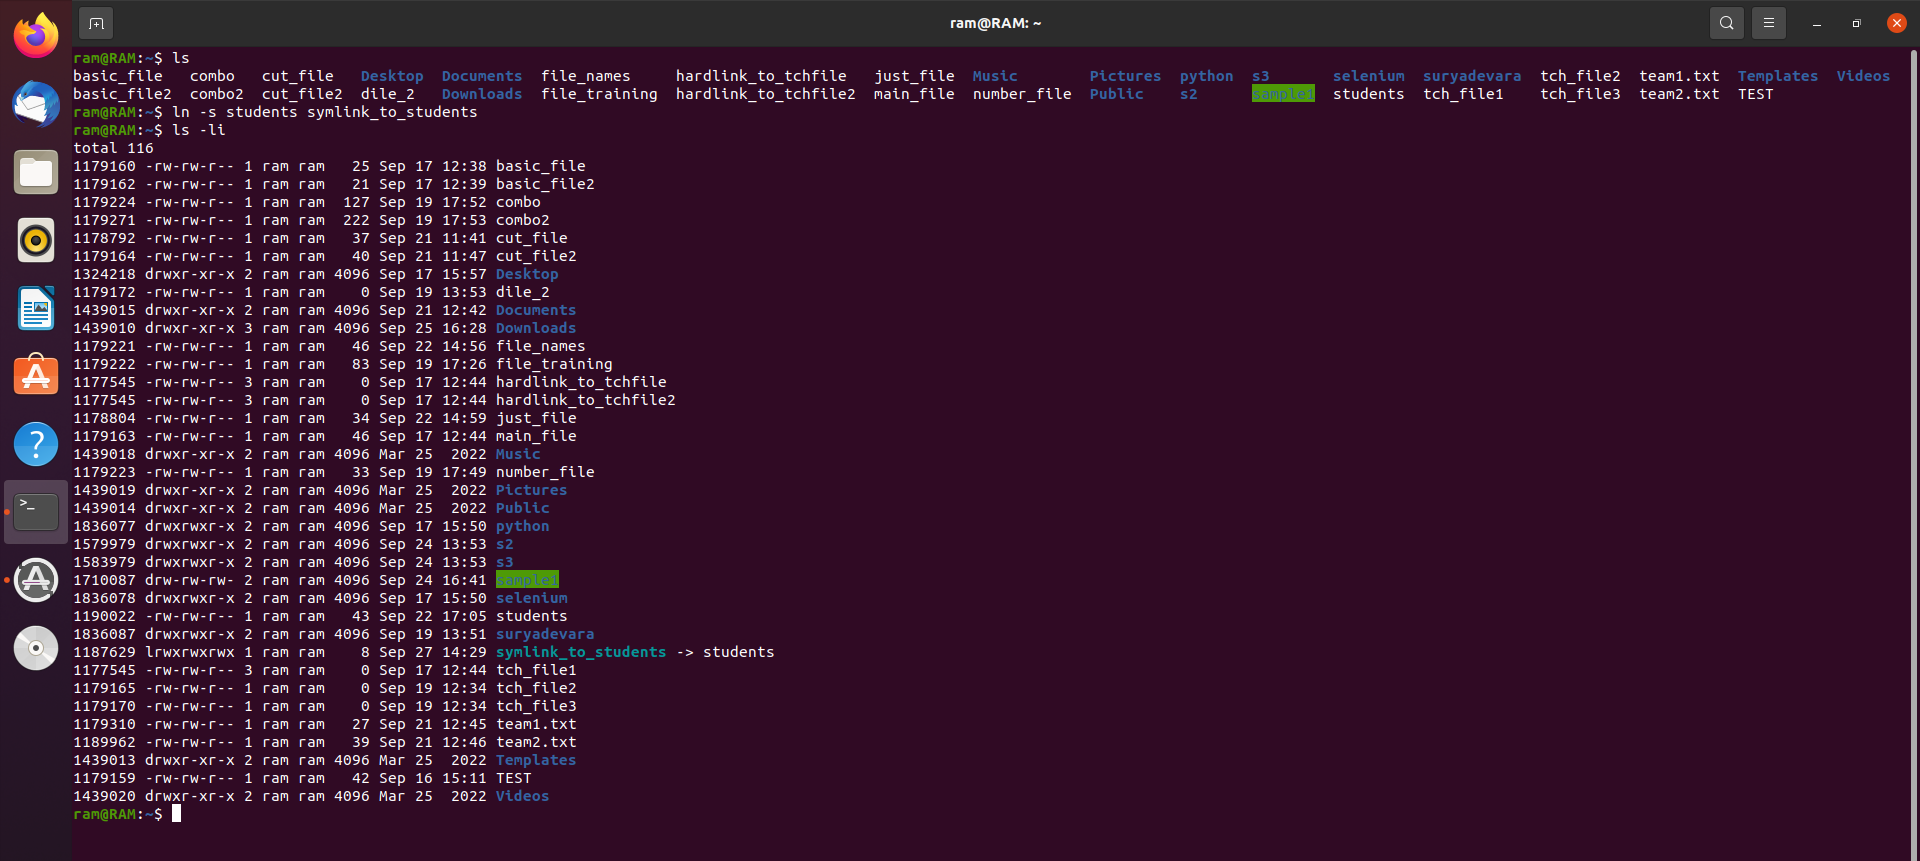 ram@RAM: ~
ram@RAM:~$ ls
basic_file   combo   cut_file   Desktop  Documents  file_names     hardlink_to_tchfile   just_file  Music        Pictures  python  s3       selenium  suryadevara  tch_file2  team1.txt  Templates  Videos
basic_file2  combo2  cut_file2  dile_2   Downloads  file_training  hardlink_to_tchfile2  main_file  number_file  Public    s2      sample1  students  tch_file1    tch_file3  team2.txt  TEST
ram@RAM:~$ ln -s students symlink_to_students
ram@RAM:~$ ls -li
total 116
1179160 -rw-rw-r-- 1 ram ram   25 Sep 17 12:38 basic_file
1179162 -rw-rw-r-- 1 ram ram   21 Sep 17 12:39 basic_file2
1179224 -rw-rw-r-- 1 ram ram  127 Sep 19 17:52 combo
1179271 -rw-rw-r-- 1 ram ram  222 Sep 19 17:53 combo2
1178792 -rw-rw-r-- 1 ram ram   37 Sep 21 11:41 cut_file
1179164 -rw-rw-r-- 1 ram ram   40 Sep 21 11:47 cut_file2
1324218 drwxr-xr-x 2 ram ram 4096 Sep 17 15:57 Desktop
1179172 -rw-rw-r-- 1 ram ram    0 Sep 19 13:53 dile_2
1439015 drwxr-xr-x 2 ram ram 4096 Sep 21 12:42 Documents
1439010 drwxr-xr-x 3 ram ram 4096 Sep 25 16:28 Downloads
1179221 -rw-rw-r-- 1 ram ram   46 Sep 22 14:56 file_names
1179222 -rw-rw-r-- 1 ram ram   83 Sep 19 17:26 file_training
1177545 -rw-rw-r-- 3 ram ram    0 Sep 17 12:44 hardlink_to_tchfile
1177545 -rw-rw-r-- 3 ram ram    0 Sep 17 12:44 hardlink_to_tchfile2
1178804 -rw-rw-r-- 1 ram ram   34 Sep 22 14:59 just_file
1179163 -rw-rw-r-- 1 ram ram   46 Sep 17 12:44 main_file
1439018 drwxr-xr-x 2 ram ram 4096 Mar 25  2022 Music
1179223 -rw-rw-r-- 1 ram ram   33 Sep 19 17:49 number_file
1439019 drwxr-xr-x 2 ram ram 4096 Mar 25  2022 Pictures
1439014 drwxr-xr-x 2 ram ram 4096 Mar 25  2022 Public
1836077 drwxrwxr-x 2 ram ram 4096 Sep 17 15:50 python
1579979 drwxrwxr-x 2 ram ram 4096 Sep 24 13:53 s2
1583979 drwxrwxr-x 2 ram ram 4096 Sep 24 13:53 s3
1710087 drw-rw-rw- 2 ram ram 4096 Sep 24 16:41 sample1
1836078 drwxrwxr-x 2 ram ram 4096 Sep 17 15:50 selenium
1190022 -rw-rw-r-- 1 ram ram   43 Sep 22 17:05 students
1836087 drwxrwxr-x 2 ram ram 4096 Sep 19 13:51 suryadevara
1187629 lrwxrwxrwx 1 ram ram    8 Sep 27 14:29 symlink_to_students -> students
1177545 -rw-rw-r-- 3 ram ram    0 Sep 17 12:44 tch_file1
1179165 -rw-rw-r-- 1 ram ram    0 Sep 19 12:34 tch_file2
1179170 -rw-rw-r-- 1 ram ram    0 Sep 19 12:34 tch_file3
1179310 -rw-rw-r-- 1 ram ram   27 Sep 21 12:45 team1.txt
1189962 -rw-rw-r-- 1 ram ram   39 Sep 21 12:46 team2.txt
1439013 drwxr-xr-x 2 ram ram 4096 Mar 25  2022 Templates
1179159 -rw-rw-r-- 1 ram ram   42 Sep 16 15:11 TEST
1439020 drwxr-xr-x 2 ram ram 4096 Mar 25  2022 Videos
ram@RAM:~$